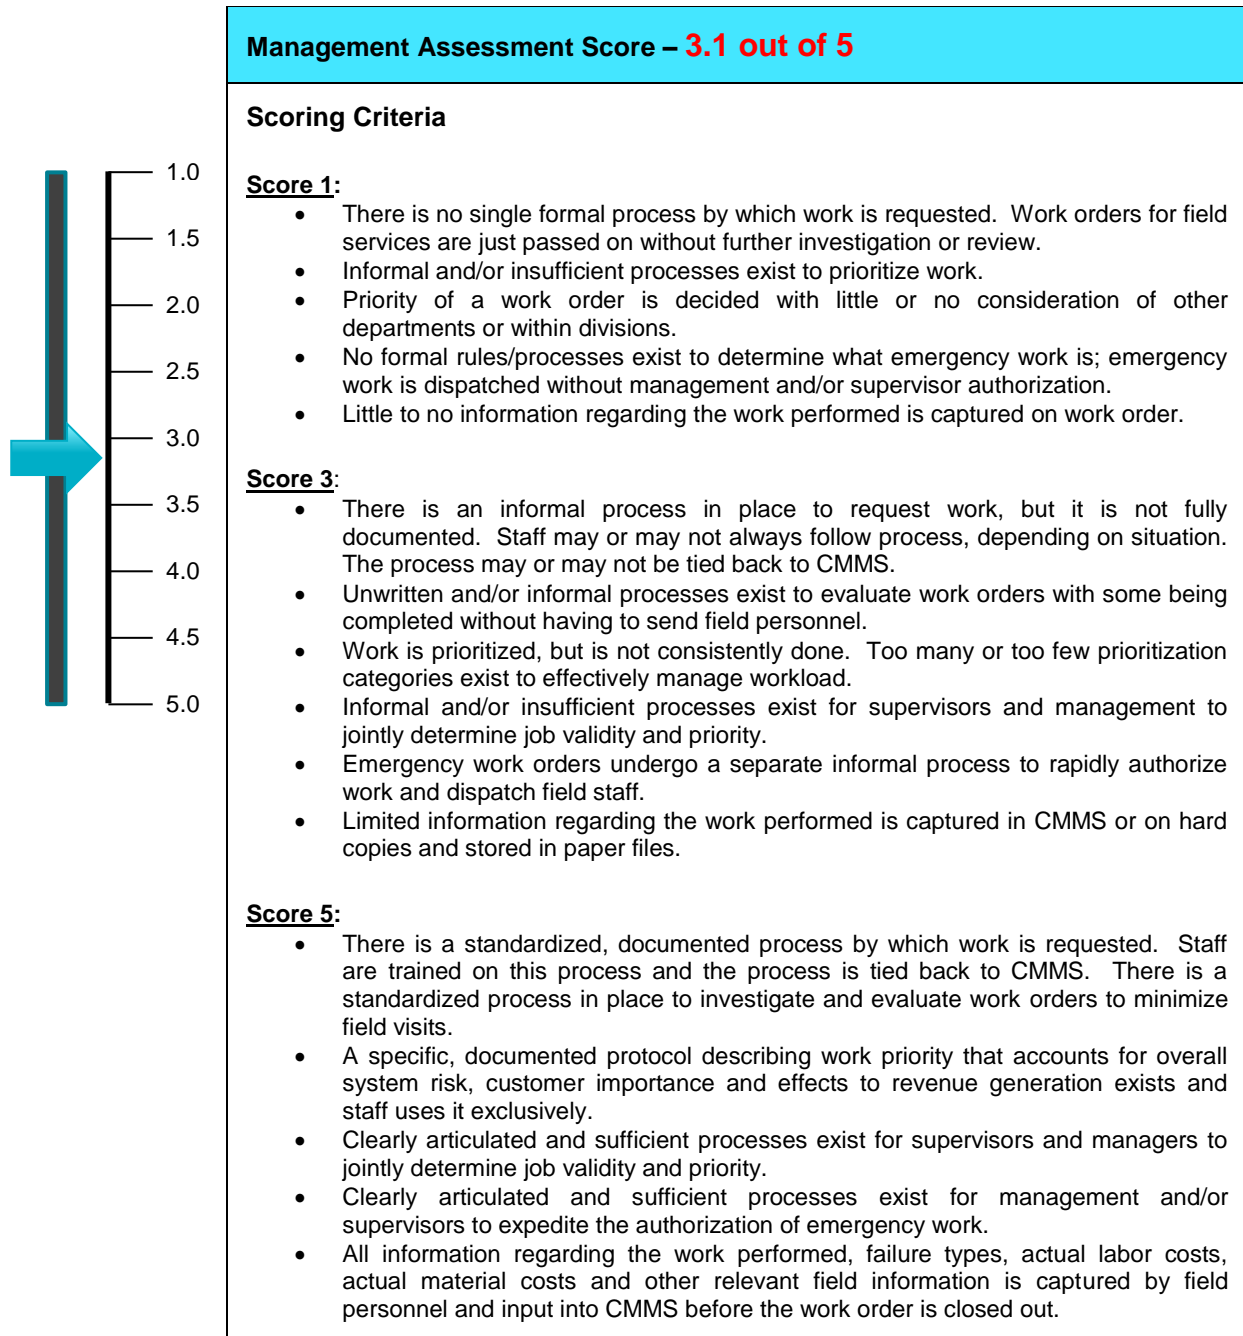 Management Assessment Score – 3.1 out of 5
Scoring Criteria
1.0
1.5
2.0
2.5
3.0
3.5
4.0
4.5
5.0
Score 1:
• There is no single formal process by which work is requested. Work orders for field
services are just passed on without further investigation or review.
• Informal and/or insufficient processes exist to prioritize work.
• Priority of a work order is decided with little or no consideration of other
departments or within divisions.
• No formal rules/processes exist to determine what emergency work is; emergency
work is dispatched without management and/or supervisor authorization.
• Little to no information regarding the work performed is captured on work order.
Score 3:
• There is an informal process in place to request work, but it is not fully
documented. Staff may or may not always follow process, depending on situation.
The process may or may not be tied back to CMMS.
• Unwritten and/or informal processes exist to evaluate work orders with some being
completed without having to send field personnel.
• Work is prioritized, but is not consistently done. Too many or too few prioritization
categories exist to effectively manage workload.
• Informal and/or insufficient processes exist for supervisors and management to
jointly determine job validity and priority.
• Emergency work orders undergo a separate informal process to rapidly authorize
work and dispatch field staff.
• Limited information regarding the work performed is captured in CMMS or on hard
copies and stored in paper files.
Score 5:
• There is a standardized, documented process by which work is requested. Staff
are trained on this process and the process is tied back to CMMS. There is a
standardized process in place to investigate and evaluate work orders to minimize
field visits.
• A specific, documented protocol describing work priority that accounts for overall
system risk, customer importance and effects to revenue generation exists and
staff uses it exclusively.
• Clearly articulated and sufficient processes exist for supervisors and managers to
jointly determine job validity and priority.
• Clearly articulated and sufficient processes exist for management and/or
supervisors to expedite the authorization of emergency work.
• All information regarding the work performed, failure types, actual labor costs,
actual material costs and other relevant field information is captured by field
personnel and input into CMMS before the work order is closed out.